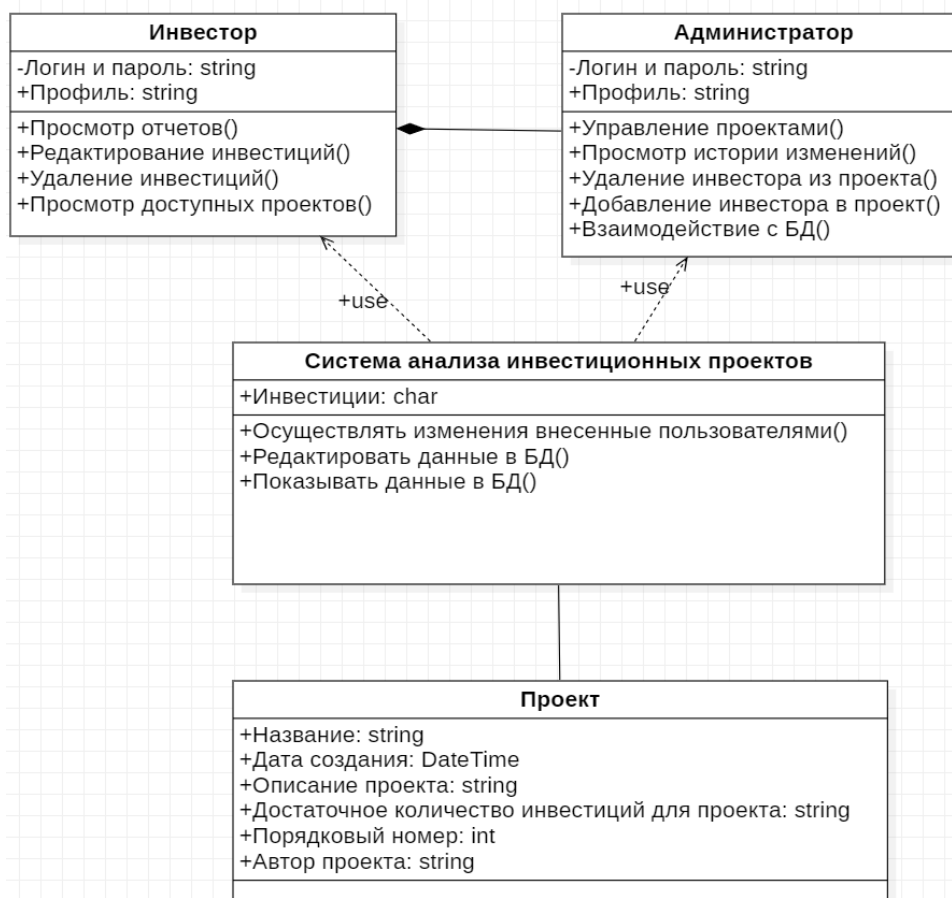 Инвестор
-Логин и пароль: string
+Профиль: string
+Просмотр отчетов()
+Редактирование инвестиций()
+Удаление инвестиций()
+Просмотр доступных проектов()
Администратор
-Логин и пароль: string
+Профиль: string
+Управление проектами()
+Просмотр истории изменений()
+Удаление инвестора из проекта()
+Добавление инвестора в проект()
+Взаимодействие с БД()
+use
+use
Система анализа инвестиционных проектов
+Инвестиции: char
+Осуществлять изменения внесенные пользователями()
+Редактировать данные в БД()
+Показывать данные в БД()
Проект
+Название: string
+Дата создания: DateTime
+Описание проекта: string
+Достаточное количество инвестиций для проекта: string
+Порядковый номер: int
+Автор проекта: string